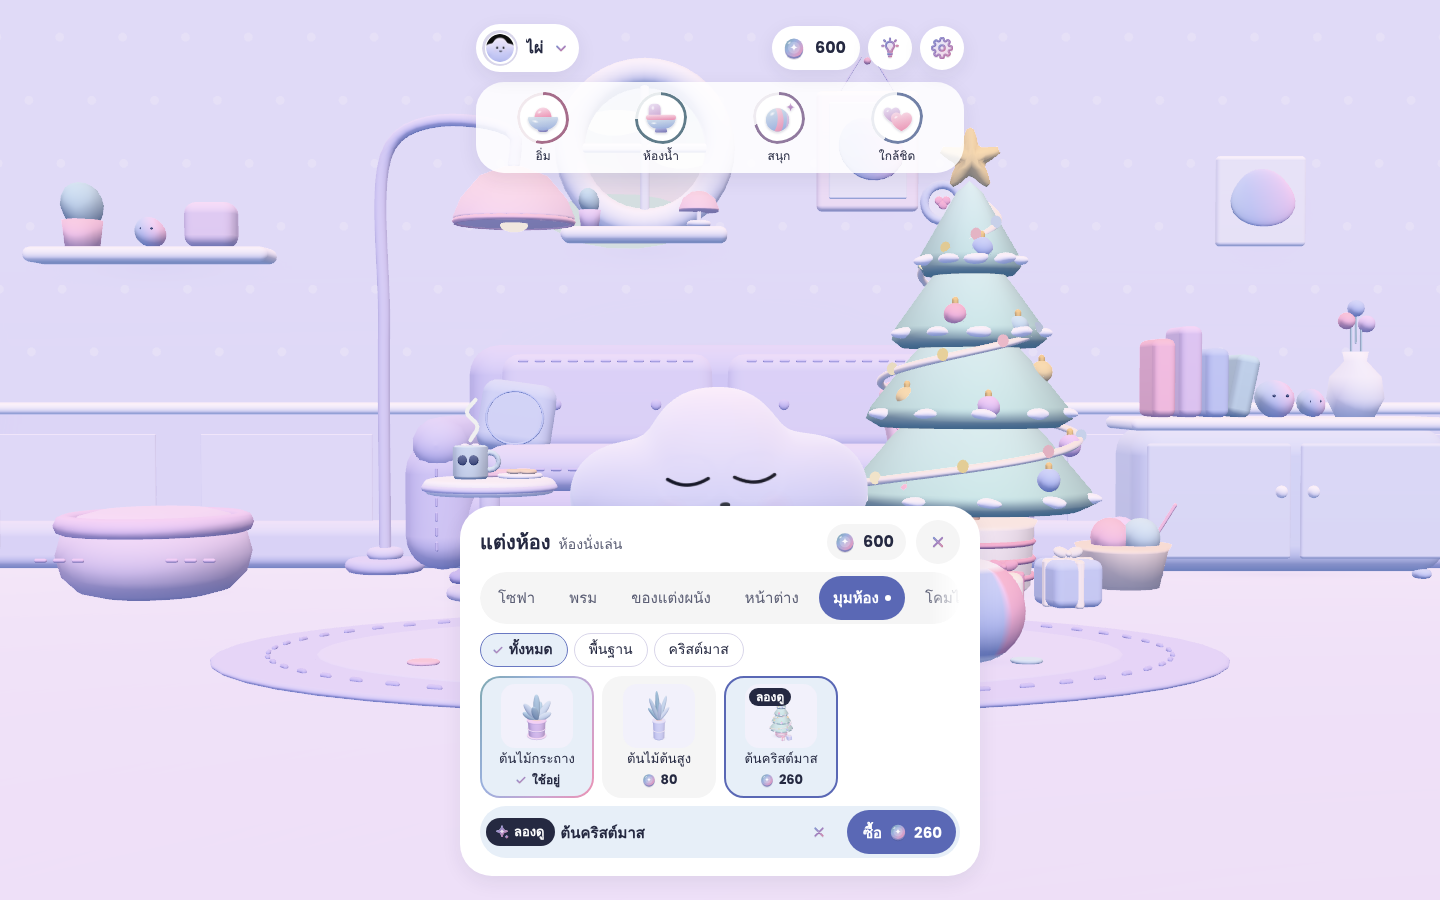 ไผ่
600
อิ่ม
ห้องน้ำ
สนุก
ใกล้ชิด
แต่งห้อง ห้องนั่งเล่น
600
โซฟา พรม ของแต่งผนัง หน้าต่าง มุมห้อง
ทั้งหมด พื้นฐาน คริสต์มาส
ลองดู
ต้นไม้กระถาง ต้นไม้ต้นสูง ต้นคริสต์มาส
ใช้อยู่ 80 260
ลองดู ต้นคริสต์มาส ซื้อ 260